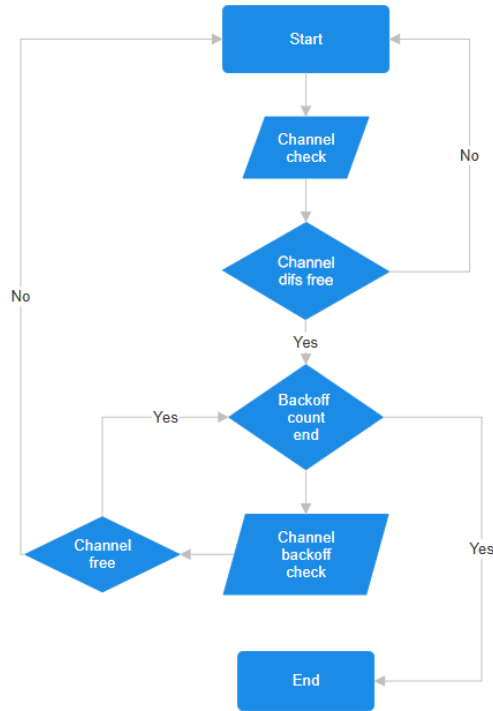 Start
Channel
check
No
Channel
difs free
No
Yes
Backoff
count
end
Yes
Channel
backoff
check
Channel
free
Yes
End